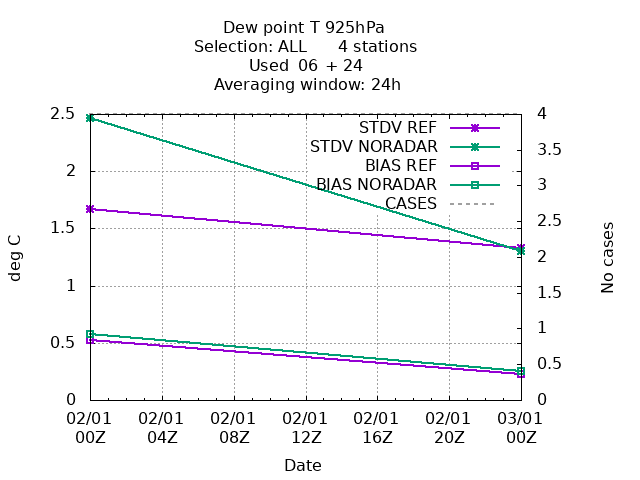 Dew point T 925hPa
Selection: ALL 4 stations
Used 06 + 24
Averaging window: 24h
2.5
2
1.5
1
0.5
0
deg C
4
3.5
3
2.5
2
1.5
1
0.5
0
No cases
STDV REF
STDV NORADAR
BIAS REF
BIAS NORADAR
CASES
02/01 02/01 02/01 02/01 02/01 02/01 03/01
00Z 04Z 08Z 12Z 16Z 20Z 00Z
Date